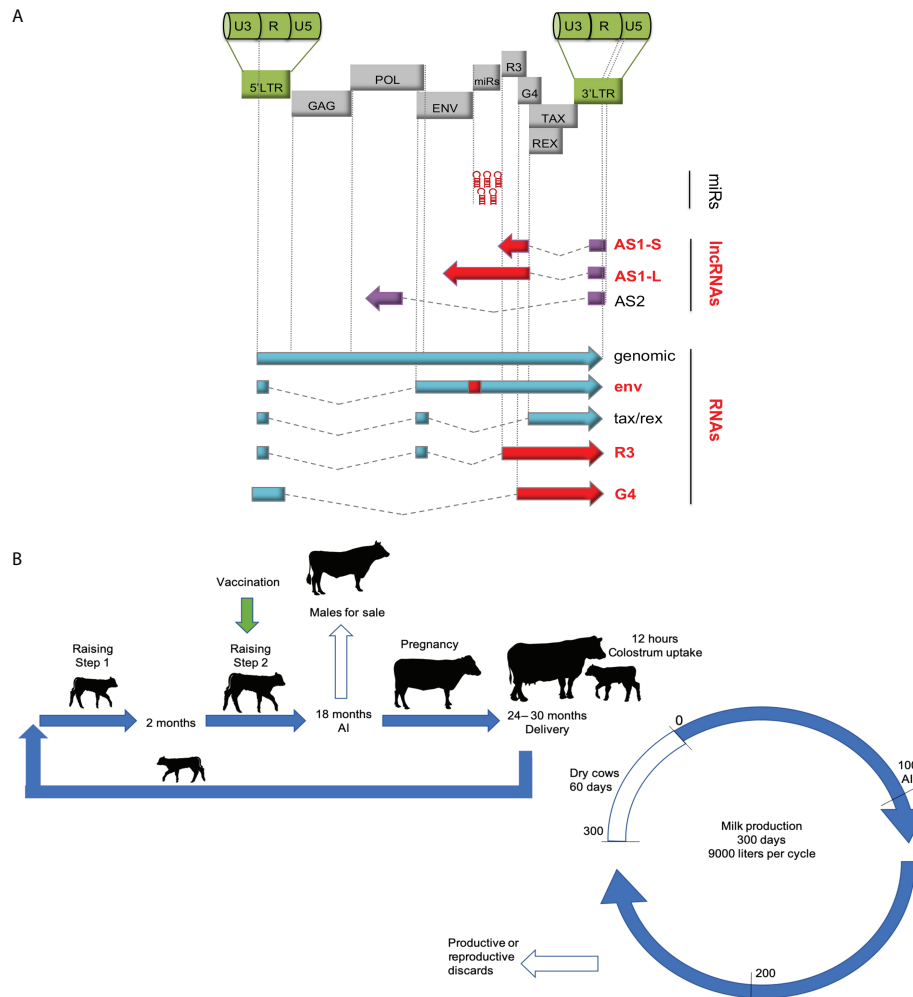 A
U3 R U5
U3 R U5
5'LTR
GAG
POL
ENV
miRs
R3
G4
TAX
REX
3'LTR
miRs
AS1-S
AS1-L
AS2
lncRNAs
genomic
env
tax/rex
R3
G4
RNAs
B
Vaccination
Males for sale
Raising
Step 1
Raising
Step 2
Pregnancy
12 hours
Colostrum uptake
2 months
18 months
AI
24–30 months
Delivery
0
Dry cows
60 days
300
100
AI
Milk production
300 days
9000 liters per cycle
Productive or
reproductive
discards
200